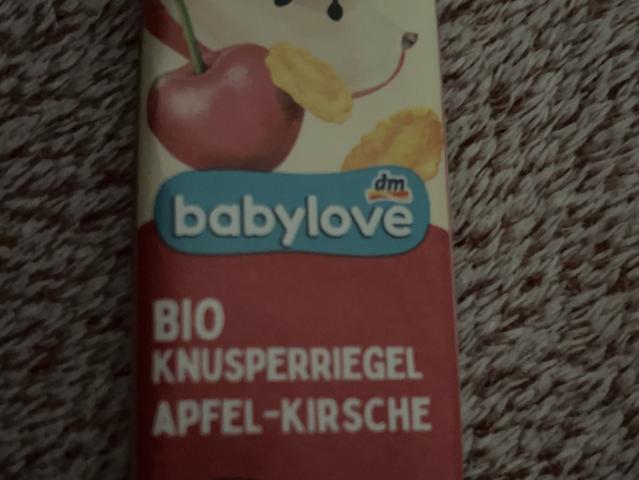 dm
babylove
BIO
KNUSPERRIEGEL
APFEL-KIRSCHE